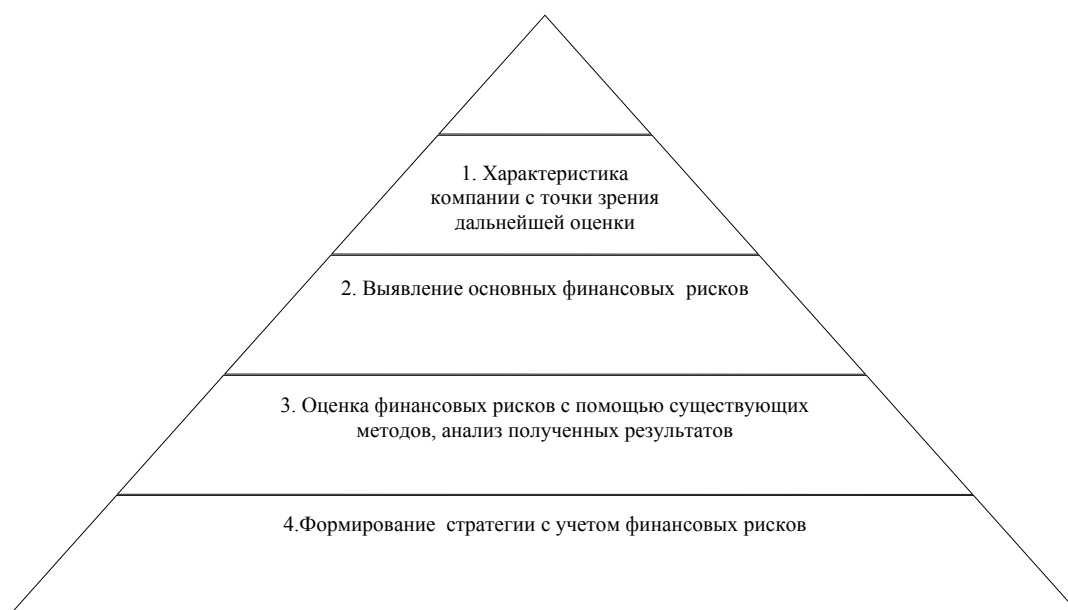 1. Характеристика
компании с точки зрения
дальнейшей оценки
2. Выявление основных финансовых  рисков
3. Оценка финансовых рисков с помощью существующих
методов, анализ полученных результатов
4.Формирование  стратегии с учетом финансовых рисков